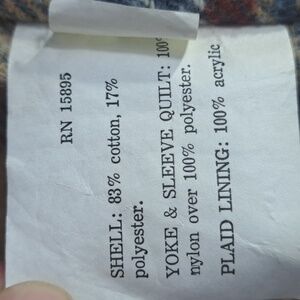 RN 15895
SHELL: 83% cotton, 17%
polyester.
YOKE & SLEEVE QUILT: 100%
nylon over 100% polyester.
PLAID LINING: 100% acrylic